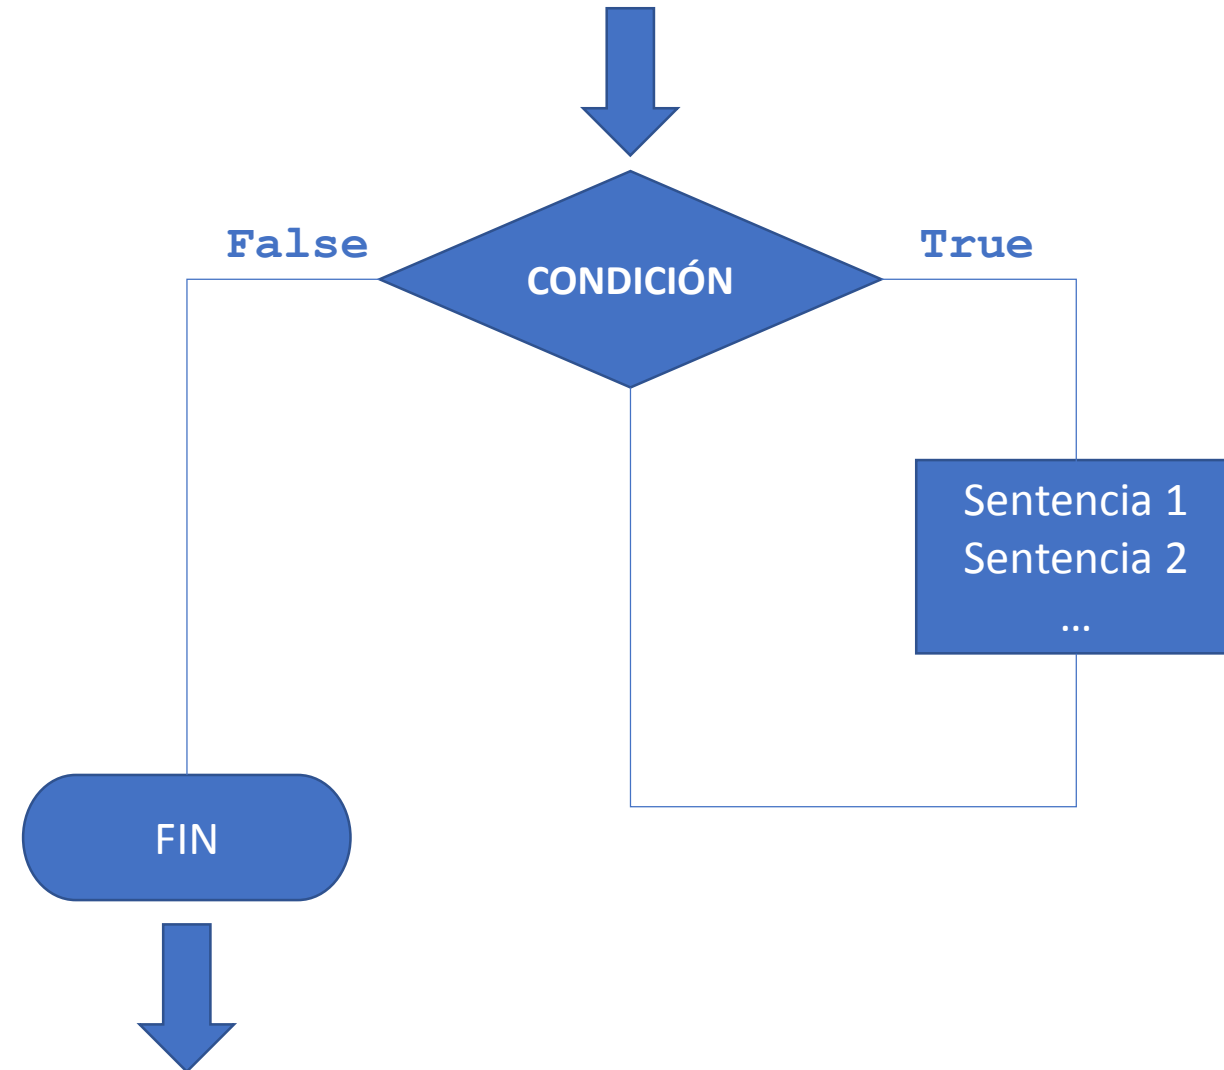 False
True
CONDICIÓN
Sentencia 1
Sentencia 2
...
FIN